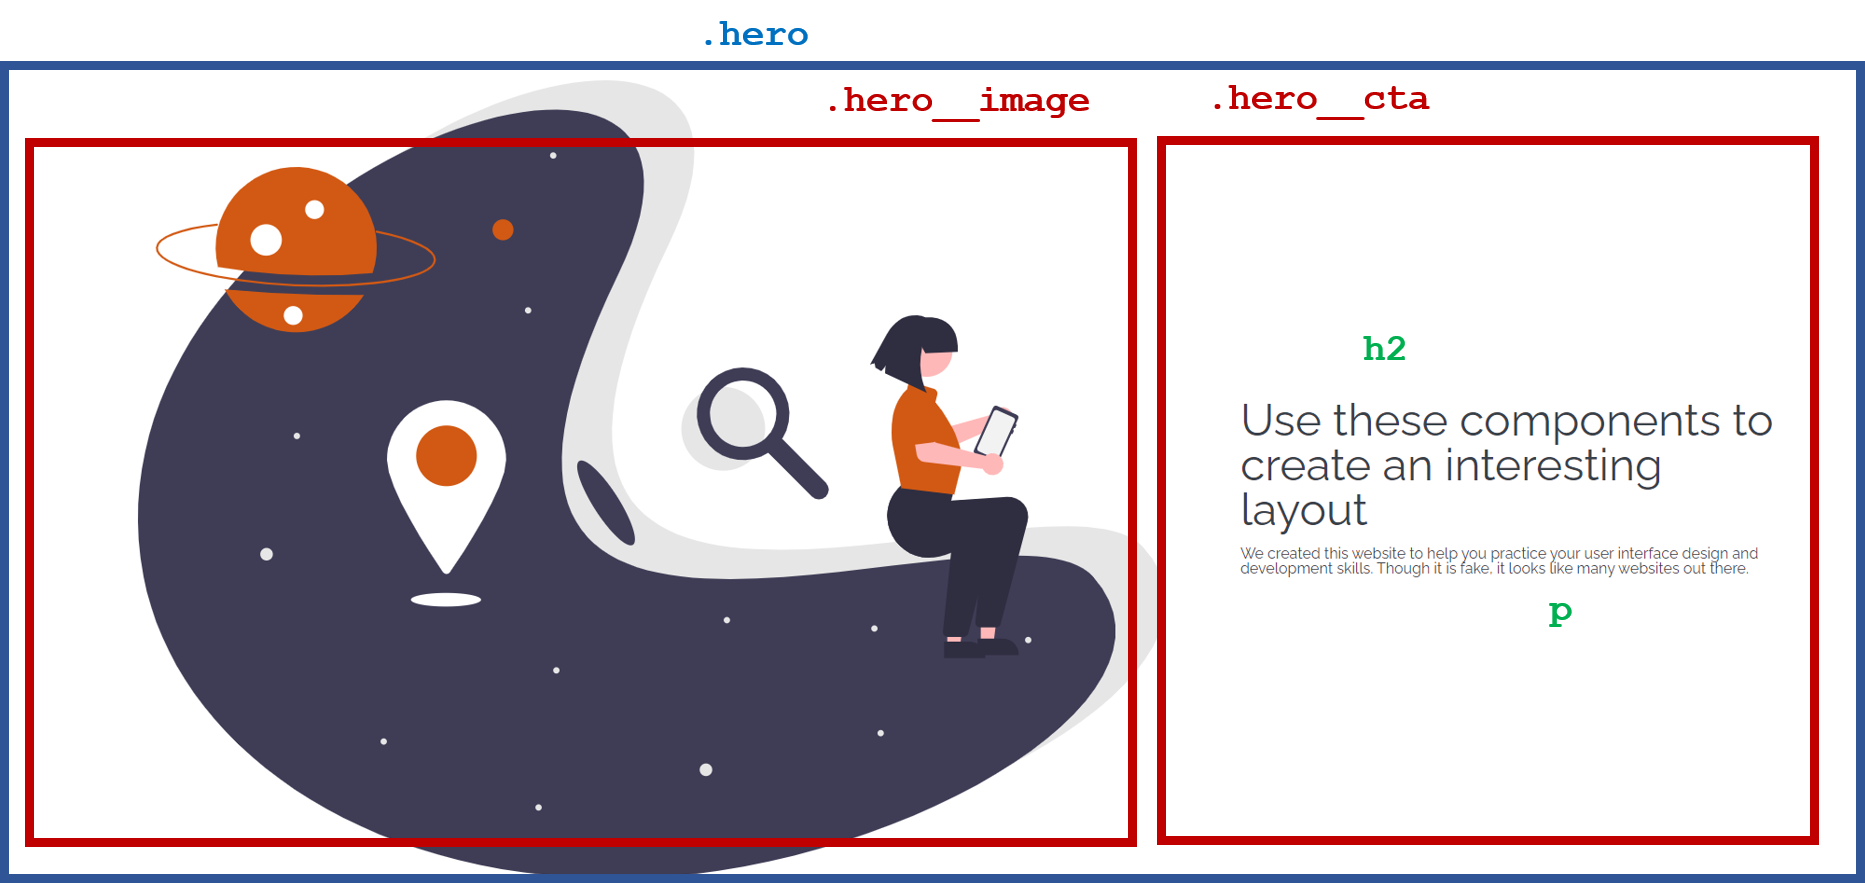 .hero
.hero__image
.hero__cta
h2
Use these components to
create an interesting
layout
We created this website to help you practice your user interface design and
development skills. Though it is fake, it looks like many websites out there.
p